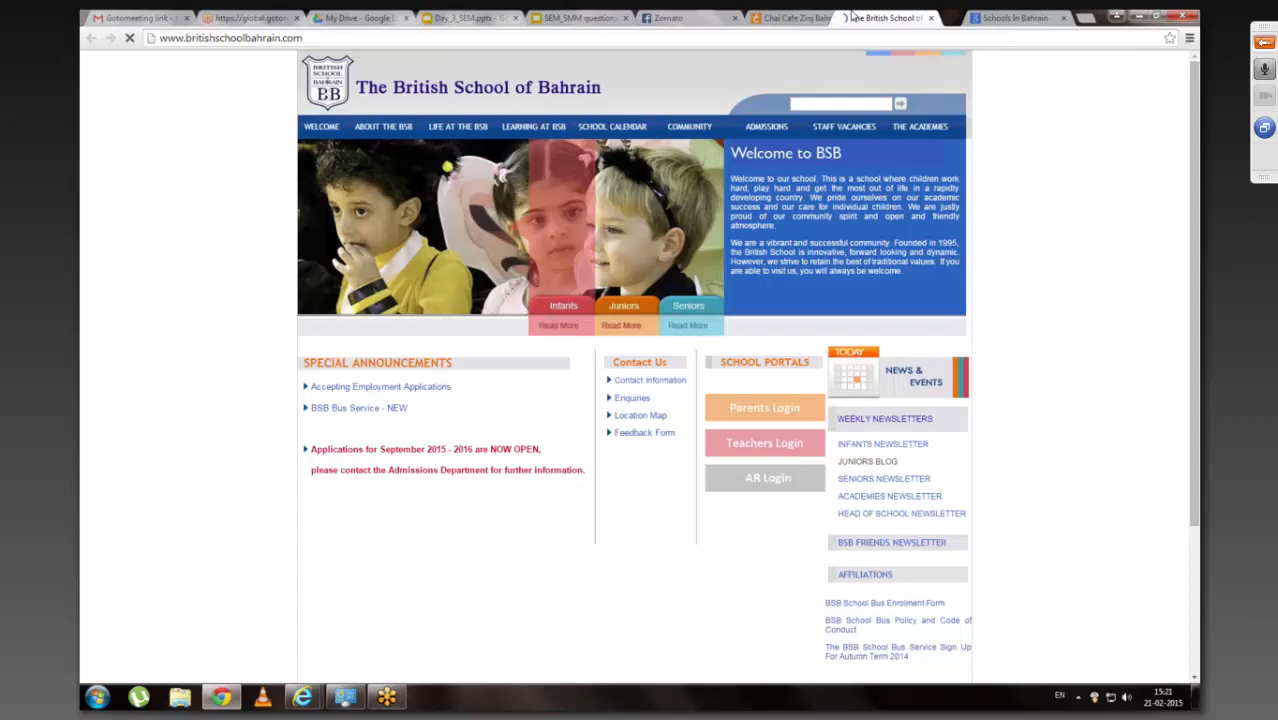 Gotomeeting link -
https://global.goton
My Drive - Google D
Day_3_SEM.pptx - G
SEM_SMM question
Zomato
Chai Cafe Zinj Bahr
The British School of
Schools In Bahrain -
www.britishschoolbahrain.com
BRITISH
SCHOOL
OF
BAHRAIN
BB
The British School of Bahrain
WELCOME ABOUT THE BSB LIFE AT THE BSB LEARNING AT BSB SCHOOL CALENDAR COMMUNITY ADMISSIONS STAFF VACANCIES THE ACADEMIES
Welcome to BSB
Welcome to our school. This is a school where children work
hard, play hard and get the most out of life in a rapidly
developing country. We pride ourselves on our academic
success and our care for individual children. We are justly
proud of our community spirit and open and friendly
atmosphere.
We are a vibrant and successful community. Founded in 1995,
the British School is innovative, forward looking and dynamic.
However, we strive to retain the best of traditional values. If you
are able to visit us, you will always be welcome.
Infants Juniors Seniors
Read More Read More Read More
SPECIAL ANNOUNCEMENTS
Accepting Employment Applications
BSB Bus Service - NEW
Applications for September 2015 - 2016 are NOW OPEN,
please contact the Admissions Department for further information.
Contact Us
Contact Information
Enquiries
Location Map
Feedback Form
SCHOOL PORTALS
Parents Login
Teachers Login
AR Login
TODAY
NEWS &
EVENTS
WEEKLY NEWSLETTERS
INFANTS NEWSLETTER
JUNIORS BLOG
SENIORS NEWSLETTER
ACADEMIES NEWSLETTER
HEAD OF SCHOOL NEWSLETTER
BSB FRIENDS NEWSLETTER
AFFILIATIONS
BSB School Bus Enrolment Form
BSB School Bus Policy and Code of
Conduct
The BSB School Bus Service Sign Up
For Autumn Term 2014
EN
15:21
21-02-2015